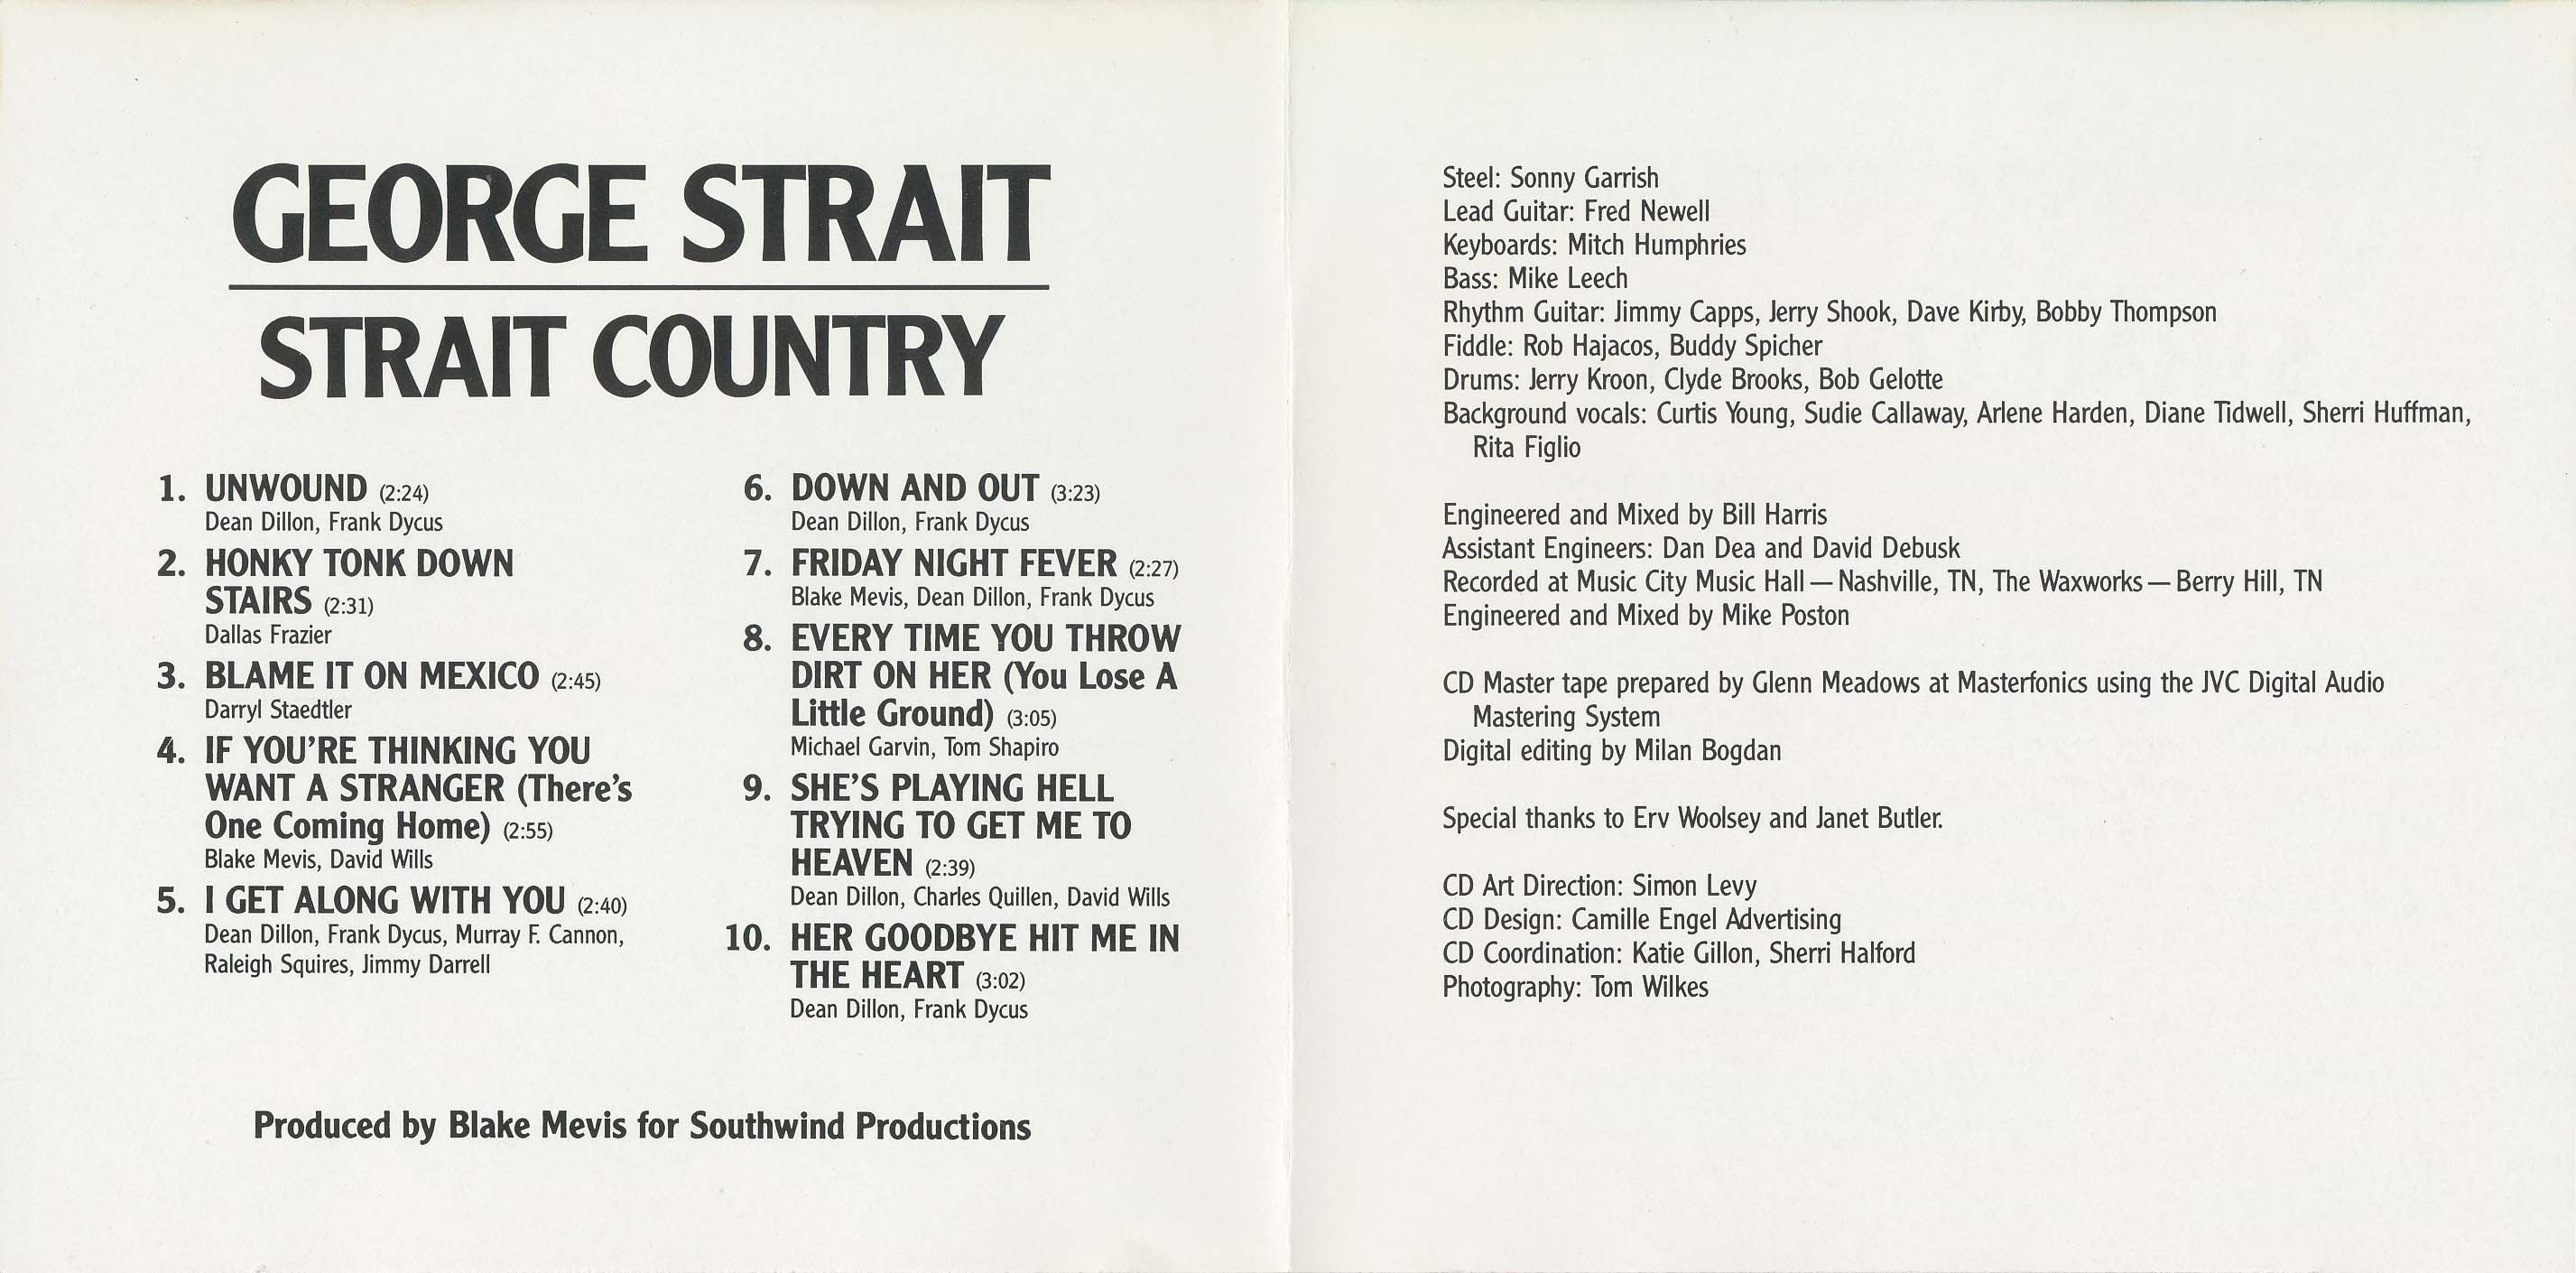 GEORGE STRAIT
STRAIT COUNTRY
1. UNWOUND (2:24)
Dean Dillon, Frank Dycus
2. HONKY TONK DOWN
STAIRS (2:31)
Dallas Frazier
3. BLAME IT ON MEXICO (2:45)
Darryl Staedtler
4. IF YOU'RE THINKING YOU
WANT A STRANGER (There's
One Coming Home) (2:55)
Blake Mevis, David Wills
5. I GET ALONG WITH YOU (2:40)
Dean Dillon, Frank Dycus, Murray F. Cannon,
Raleigh Squires, Jimmy Darrell
6. DOWN AND OUT (3:23)
Dean Dillon, Frank Dycus
7. FRIDAY NIGHT FEVER (2:27)
Blake Mevis, Dean Dillon, Frank Dycus
8. EVERY TIME YOU THROW
DIRT ON HER (You Lose A
Little Ground) (3:05)
Michael Garvin, Tom Shapiro
9. SHE'S PLAYING HELL
TRYING TO GET ME TO
HEAVEN (2:39)
Dean Dillon, Charles Quillen, David Wills
10. HER GOODBYE HIT ME IN
THE HEART (3:02)
Dean Dillon, Frank Dycus
Produced by Blake Mevis for Southwind Productions
Steel: Sonny Garrish
Lead Guitar: Fred Newell
Keyboards: Mitch Humphries
Bass: Mike Leech
Rhythm Guitar: Jimmy Capps, Jerry Shook, Dave Kirby, Bobby Thompson
Fiddle: Rob Hajacos, Buddy Spicher
Drums: Jerry Kroon, Clyde Brooks, Bob Gelotte
Background vocals: Curtis Young, Sudie Callaway, Arlene Harden, Diane Tidwell, Sherri Huffman,
Rita Figlio
Engineered and Mixed by Bill Harris
Assistant Engineers: Dan Dea and David Debusk
Recorded at Music City Music Hall — Nashville, TN, The Waxworks — Berry Hill, TN
Engineered and Mixed by Mike Poston
CD Master tape prepared by Glenn Meadows at Masterfonics using the JVC Digital Audio
Mastering System
Digital editing by Milan Bogdan
Special thanks to Erv Woolsey and Janet Butler.
CD Art Direction: Simon Levy
CD Design: Camille Engel Advertising
CD Coordination: Katie Gillon, Sherri Halford
Photography: Tom Wilkes